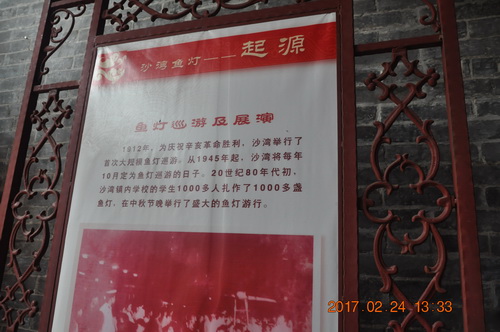 沙湾鱼灯——起源
鱼灯巡游及展演
1912年，为庆祝辛亥革命胜利，沙湾举行了
首次大规模鱼灯巡游。从1945年起，沙湾将每年
10月定为鱼灯巡游的日子。20世纪80年代初，
沙湾镇内学校的学生1000多人扎作了1000多盏
鱼灯，在中秋节晚举行了盛大的鱼灯游行。
2017.02.24 13:33